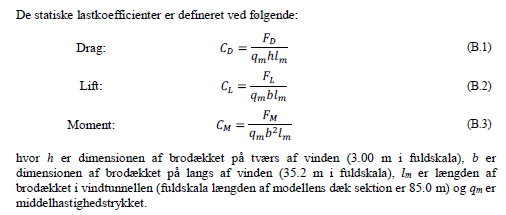 De statiske lastkoefficienter er defineret ved følgende:
Drag: C_D = F_D / (q_m h l_m) (B.1)
Lift: C_L = F_L / (q_m b l_m) (B.2)
Moment: C_M = F_M / (q_m b² l_m) (B.3)
hvor h er dimensionen af brodækket på tværs af vinden (3.00 m i fuldskala), b er
dimensionen af brodækket på langs af vinden (35.2 m i fuldskala), l_m er længden af
brodækket i vindtunnellen (fuldskala længden af modellens dæk sektion er 85.0 m) og q_m er
middelhastighedstrykket.